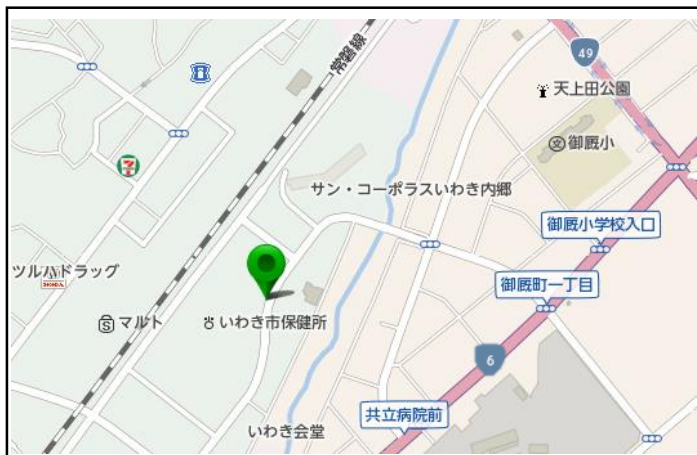 常磐線
49
天上田公園
文
御厩小
7
サン・コーポラスいわき内郷
御厩小学校入口
御厩町一丁目
ツルハドラッグ
HONDA
S
マルト
いわき市保健所
6
共立病院前
いわき会堂